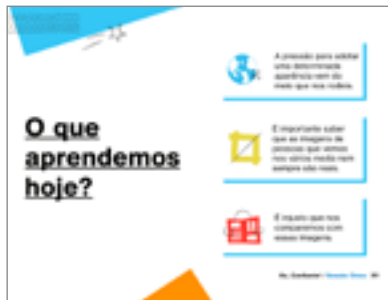 O que
aprendemos
hoje?
A pressão para adotar
uma determinada
aparência vem do
meio que nos rodeia.
É importante saber
que as imagens de
pessoas que vemos
nos vários media nem
sempre são reais.
É injusto que nos
comparemos com
essas imagens.
Eu, Confiante!